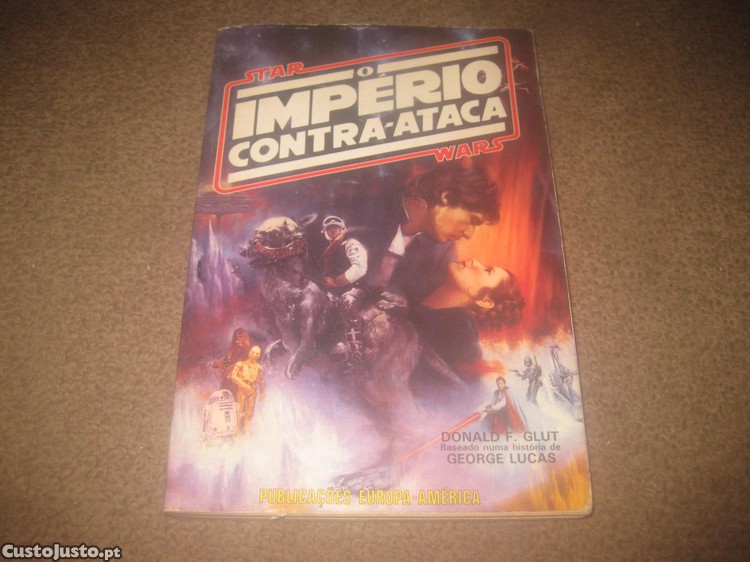 STAR
O
IMPÉRIO
CONTRA-ATACA
WARS
DONALD F. GLUT
Baseado numa história de
GEORGE LUCAS
PUBLICAÇÕES EUROPA-AMÉRICA
CustoJusto.pt